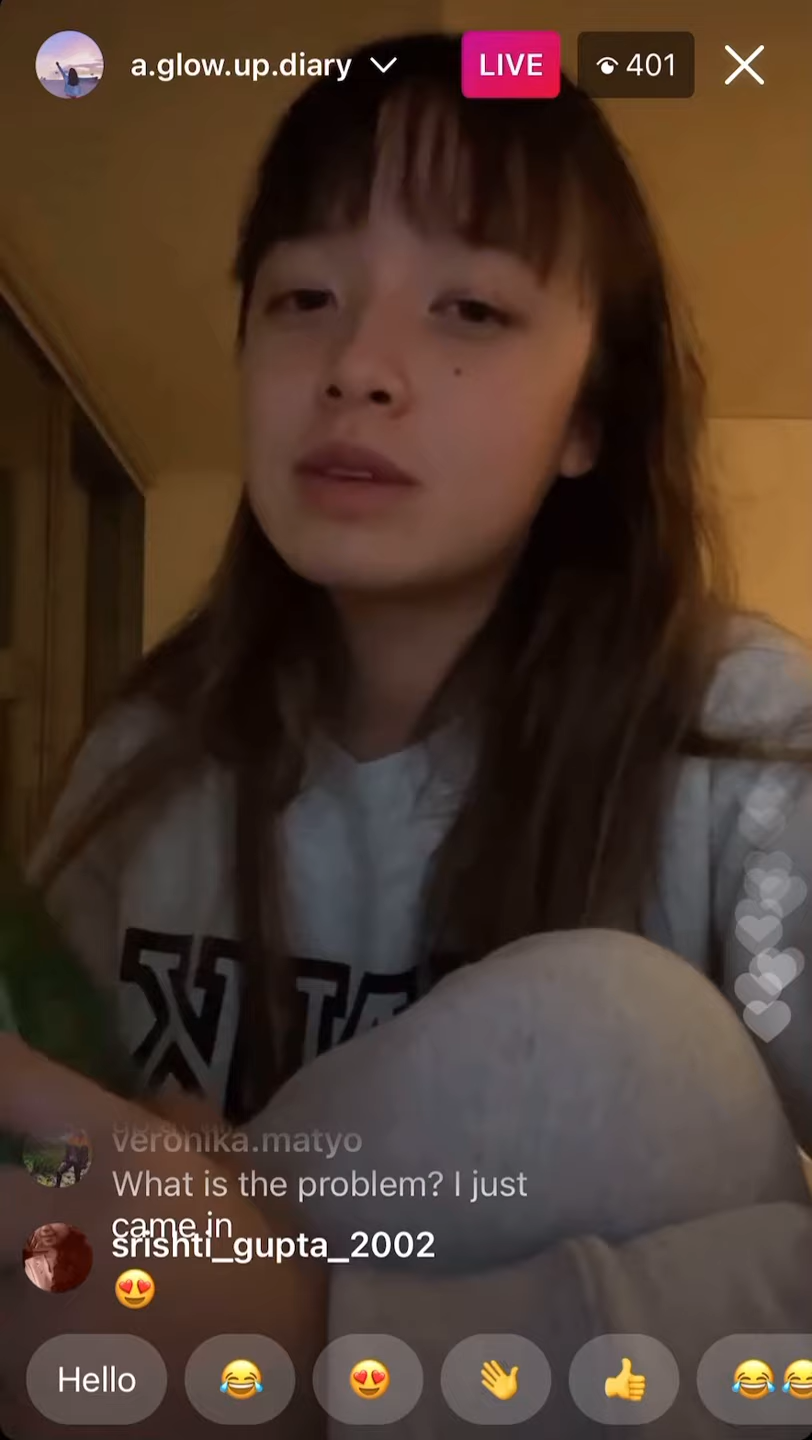 a.glow.up.diary
LIVE
401
veronika.matyo
What is the problem? I just
came in
srishti_gupta_2002
😍
Hello
😂
😍
👋
👍
😂😂